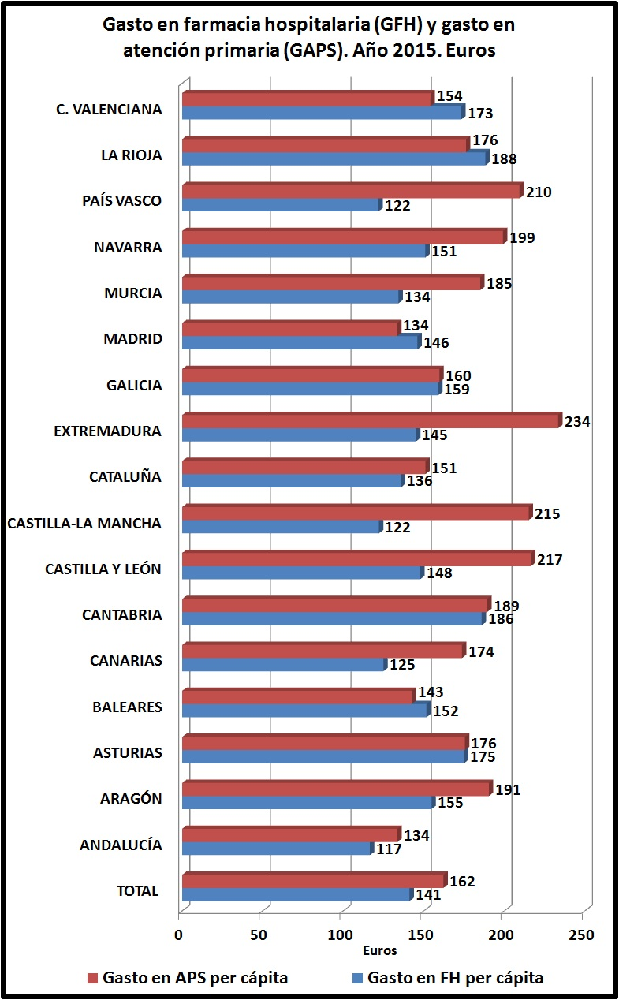 Gasto en farmacia hospitalaria (GFH) y gasto en
atención primaria (GAPS). Año 2015. Euros
C. VALENCIANA
154
173
LA RIOJA
176
188
PAÍS VASCO
210
122
NAVARRA
199
151
MURCIA
185
134
MADRID
134
146
GALICIA
160
159
EXTREMADURA
234
145
CATALUÑA
151
136
CASTILLA-LA MANCHA
215
122
CASTILLA Y LEÓN
217
148
CANTABRIA
189
186
CANARIAS
174
125
BALEARES
143
152
ASTURIAS
176
175
ARAGÓN
191
155
ANDALUCÍA
134
117
TOTAL
162
141
0 50 100 150 200 250
Euros
Gasto en APS per cápita Gasto en FH per cápita